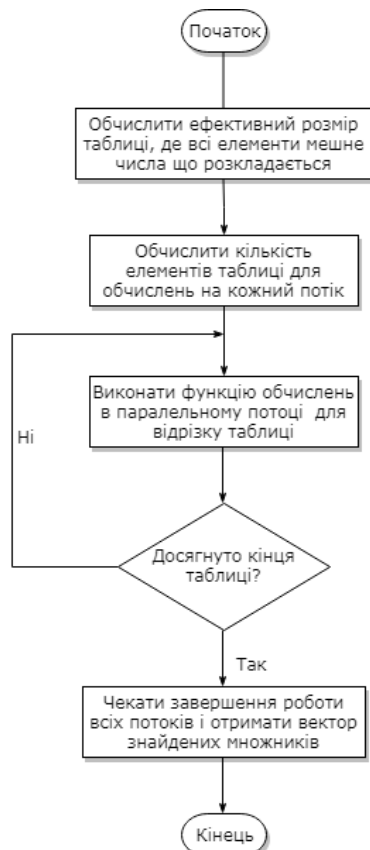 Початок
Обчислити ефективний розмір
таблиці, де всі елементи мешне
числа що розкладається
Обчислити кількість
елементів таблиці для
обчислень на кожний потік
Виконати функцію обчислень
в паралельному потоці для
відрізку таблиці
Ні
Досягнуто кінця
таблиці?
Так
Чекати завершення роботи
всіх потоків і отримати вектор
знайдених множників
Кінець